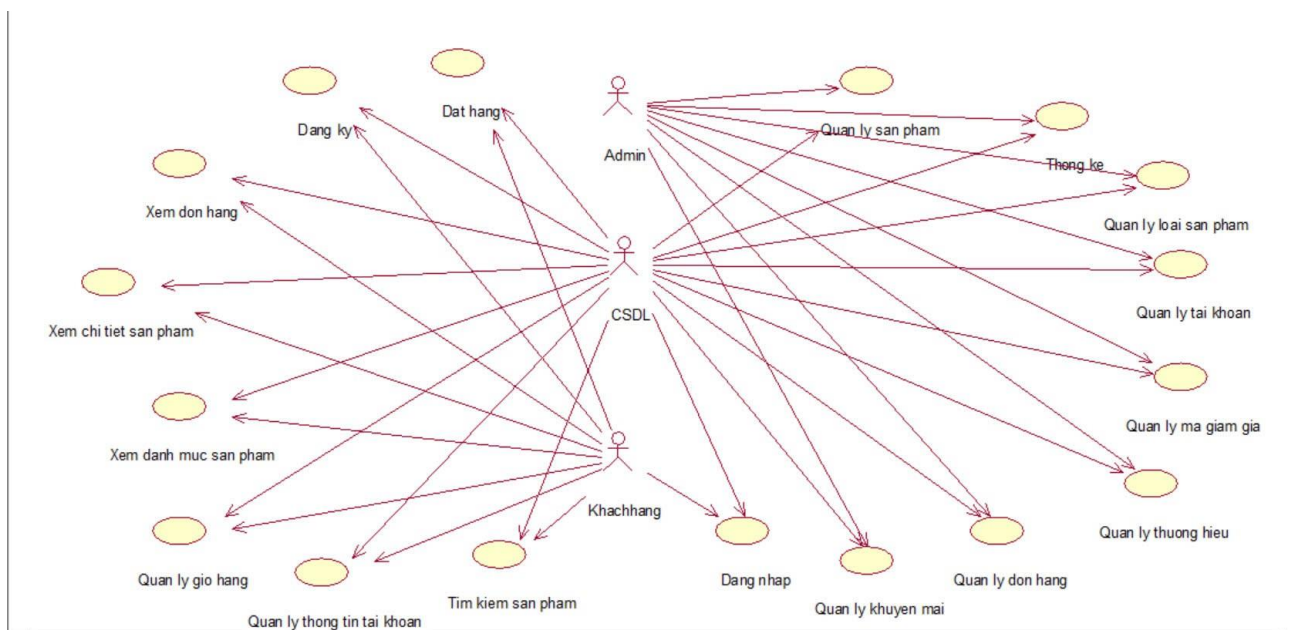 Dat hang
Dang ky
Quan ly san pham
Admin
Thong ke
Xem don hang
Quan ly loai san pham
Quan ly tai khoan
CSDL
Xem chi tiet san pham
Quan ly ma giam gia
Xem danh muc san pham
Khachhang
Quan ly thuong hieu
Quan ly gio hang
Dang nhap
Quan ly don hang
Tim kiem san pham
Quan ly khuyen mai
Quan ly thong tin tai khoan